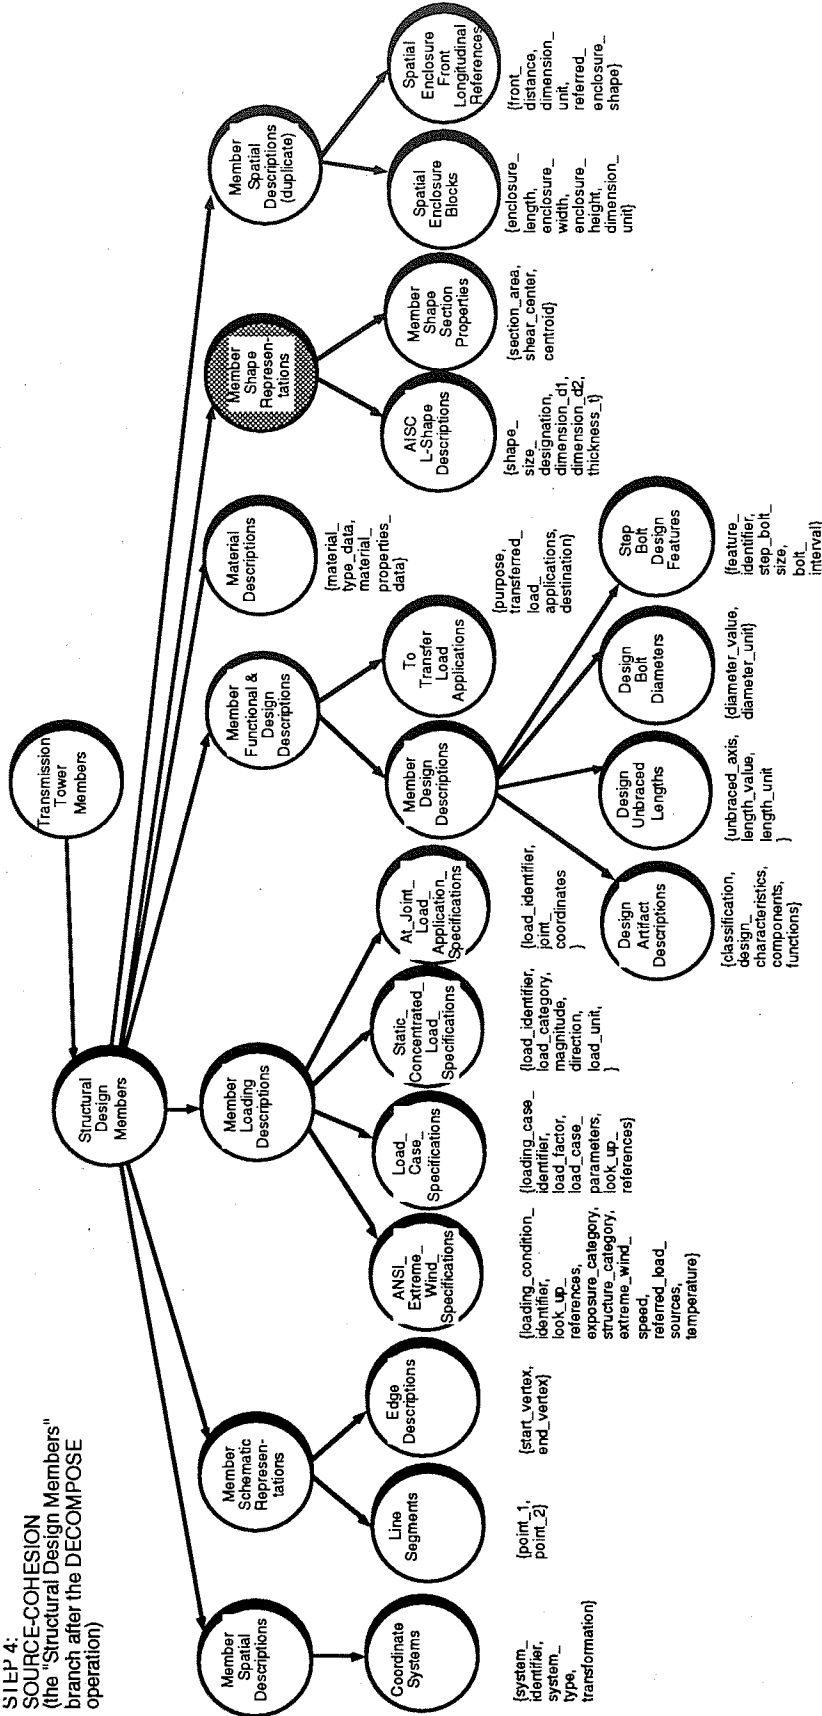 STEP 4:
SOURCE-COHESION
(the "Structural Design Members"
branch after the DECOMPOSE
operation)
Transmission
Tower
Members
Structural
Design
Members
Member
Spatial
Descriptions
Member
Schematic
Represen-
tations
Member
Loading
Descriptions
Member
Functional &
Design
Descriptions
Material
Descriptions
Member
Shape
Represen-
tations
Member
Spatial
Descriptions
(duplicate)
Coordinate
Systems
Line
Segments
Edge
Descriptions
ANSI_
Extreme_
Wind_
Specifications
Load_
Case_
Specifications
Static_
Concentrated_
Load_
Specifications
At_Joint_
Load_
Application_
Specifications
Member
Design
Descriptions
To
Transfer
Load
Applications
{material_
type_data,
material_
properties_
data}
AISC
L-Shape
Descriptions
Member
Shape
Section
Properties
Spatial
Enclosure
Blocks
Spatial
Enclosure
Front
Longitudinal
References
{system_
identifier,
system_
type,
transformation}
{point_1,
point_2}
{start_vertex,
end_vertex}
{loading_condition_
identifier,
look_up_
references,
exposure_category,
structure_category,
extreme_wind_
speed,
referred_load_
sources,
temperature}
{loading_case_
identifier,
load_factor,
load_case_
parameters,
look_up_
references}
{load_identifier,
load_category,
magnitude,
direction,
load_unit,
}
{load_identifier,
joint_
coordinates
}
{purpose,
transferred_
load_
applications,
destination}
{shape_
size_
designation,
dimension_d1,
dimension_d2,
thickness_t}
{section_area,
shear_center,
centroid}
{enclosure_
length,
enclosure_
width,
enclosure_
height,
dimension_
unit}
{front_
distance,
dimension_
unit,
referred_
enclosure_
shape}
Design
Artifact
Descriptions
Design
Unbraced
Lengths
Design
Bolt
Diameters
Step
Bolt
Design
Features
{classification,
design_
characteristics,
components,
functions}
{unbraced_axis,
length_value,
length_unit
}
{diameter_value,
diameter_unit}
{feature_
identifier,
step_bolt_
size,
bolt_
interval}